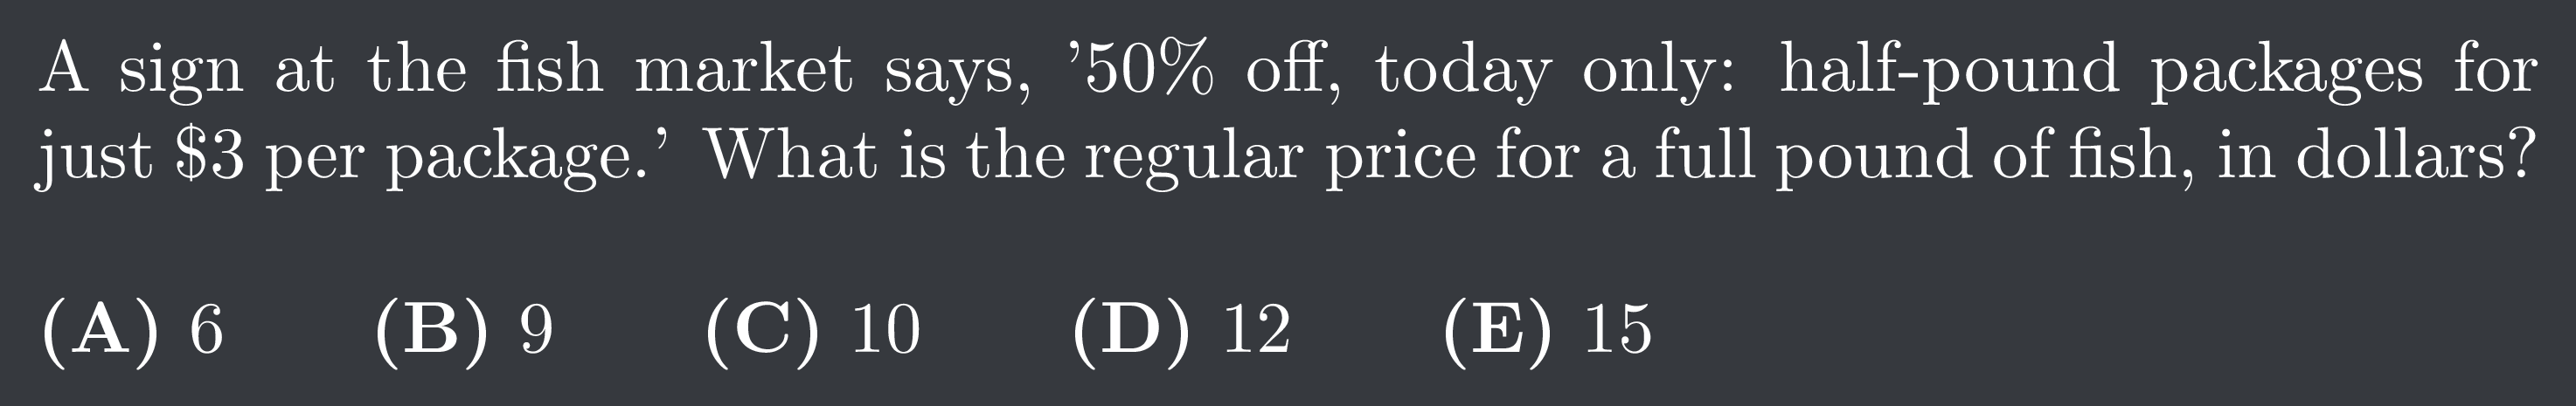 A sign at the fish market says, ’50% off, today only: half-pound packages for
just $3 per package.’ What is the regular price for a full pound of fish, in dollars?
(A) 6 (B) 9 (C) 10 (D) 12 (E) 15